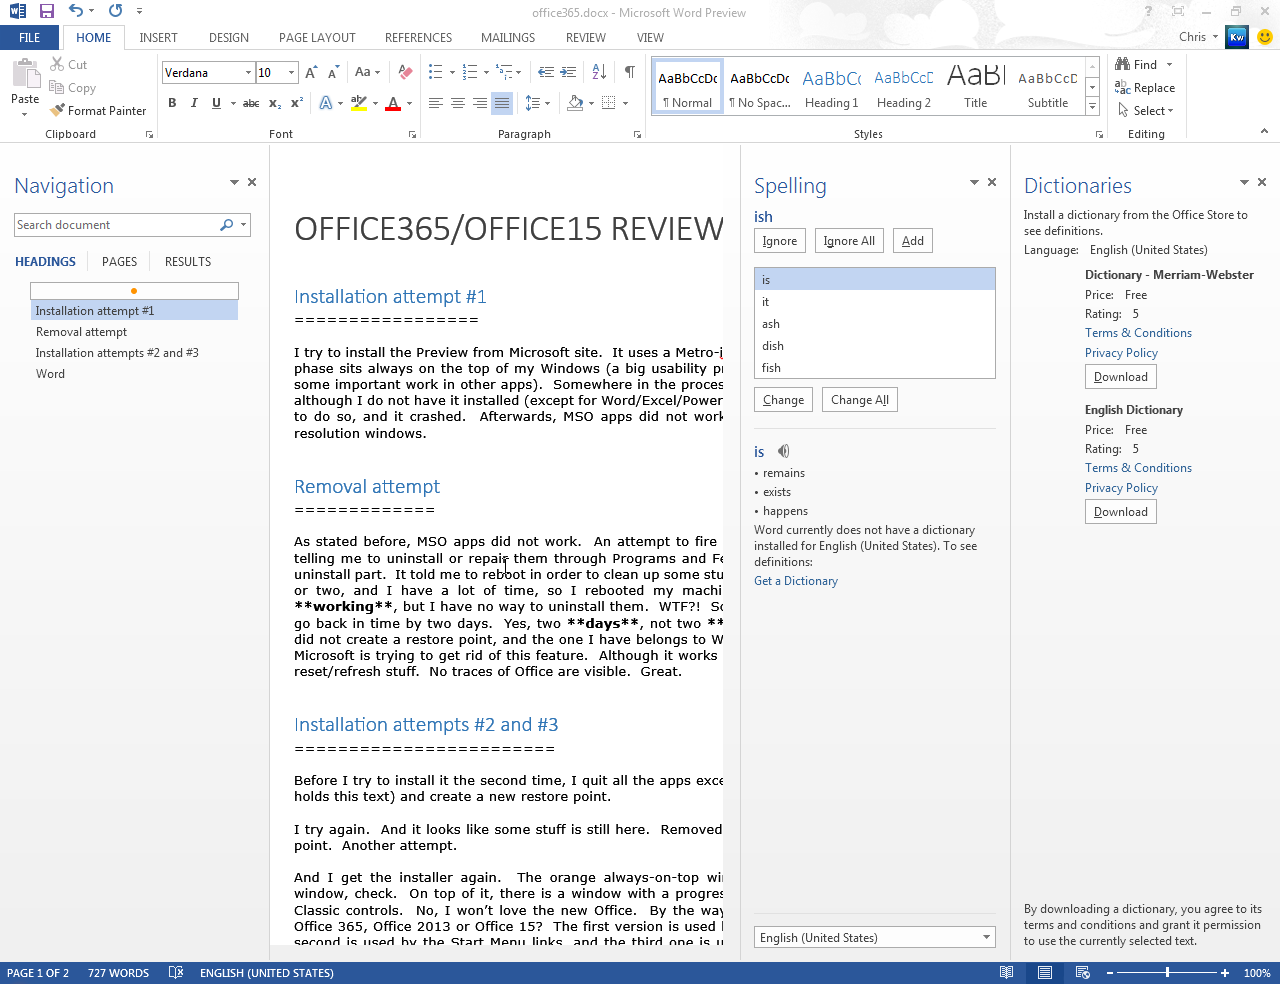 office365.docx - Microsoft Word Preview
FILE HOME INSERT DESIGN PAGE LAYOUT REFERENCES MAILINGS REVIEW VIEW Chris Kw
Paste
Cut
Copy
Format Painter
Verdana 10 Aa
B I U abc x₂ x² A ab A
AaBbCcDc AaBbCcDc AaBbCc AaBbCcD AaBl AaBbCcD
¶ Normal ¶ No Spac... Heading 1 Heading 2 Title Subtitle
Find
Replace
Select
Clipboard Font Paragraph Styles Editing
Navigation
Search document
HEADINGS PAGES RESULTS
Installation attempt #1
Removal attempt
Installation attempts #2 and #3
Word
OFFICE365/OFFICE15 REVIEW
Installation attempt #1
=================
I try to install the Preview from Microsoft site. It uses a Metro-i
phase sits always on the top of my Windows (a big usability pr
some important work in other apps). Somewhere in the proces
although I do not have it installed (except for Word/Excel/Power
to do so, and it crashed. Afterwards, MSO apps did not work
resolution windows.
Removal attempt
=============
As stated before, MSO apps did not work. An attempt to fire
telling me to uninstall or repair them through Programs and Fe
uninstall part. It told me to reboot in order to clean up some stu
or two, and I have a lot of time, so I rebooted my machi
**working**, but I have no way to uninstall them. WTF?! So
go back in time by two days. Yes, two **days**, not two **
did not create a restore point, and the one I have belongs to W
Microsoft is trying to get rid of this feature. Although it works
reset/refresh stuff. No traces of Office are visible. Great.
Installation attempts #2 and #3
========================
Before I try to install it the second time, I quit all the apps exce
holds this text) and create a new restore point.
I try again. And it looks like some stuff is still here. Removed
point. Another attempt.
And I get the installer again. The orange always-on-top wi
window, check. On top of it, there is a window with a progres
Classic controls. No, I won't love the new Office. By the way
Office 365, Office 2013 or Office 15? The first version is used
second is used by the Start Menu links, and the third one is u
Spelling
ish
Ignore Ignore All Add
is
it
ash
dish
fish
Change Change All
is
• remains
• exists
• happens
Word currently does not have a dictionary
installed for English (United States). To see
definitions:
Get a Dictionary
English (United States)
Dictionaries
Install a dictionary from the Office Store to
see definitions.
Language: English (United States)
Dictionary - Merriam-Webster
Price: Free
Rating: 5
Terms & Conditions
Privacy Policy
Download
English Dictionary
Price: Free
Rating: 5
Terms & Conditions
Privacy Policy
Download
By downloading a dictionary, you agree to its
terms and conditions and grant it permission
to use the currently selected text.
PAGE 1 OF 2 727 WORDS ENGLISH (UNITED STATES) 100%